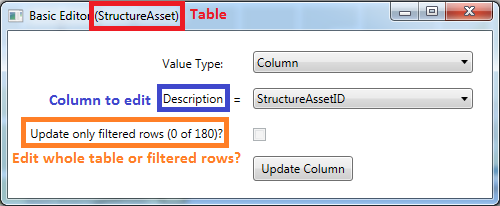 Basic Editor (StructureAsset) Table
Value Type: Column
Column to edit Description = StructureAssetID
Update only filtered rows (0 of 180)?
Edit whole table or filtered rows?
Update Column